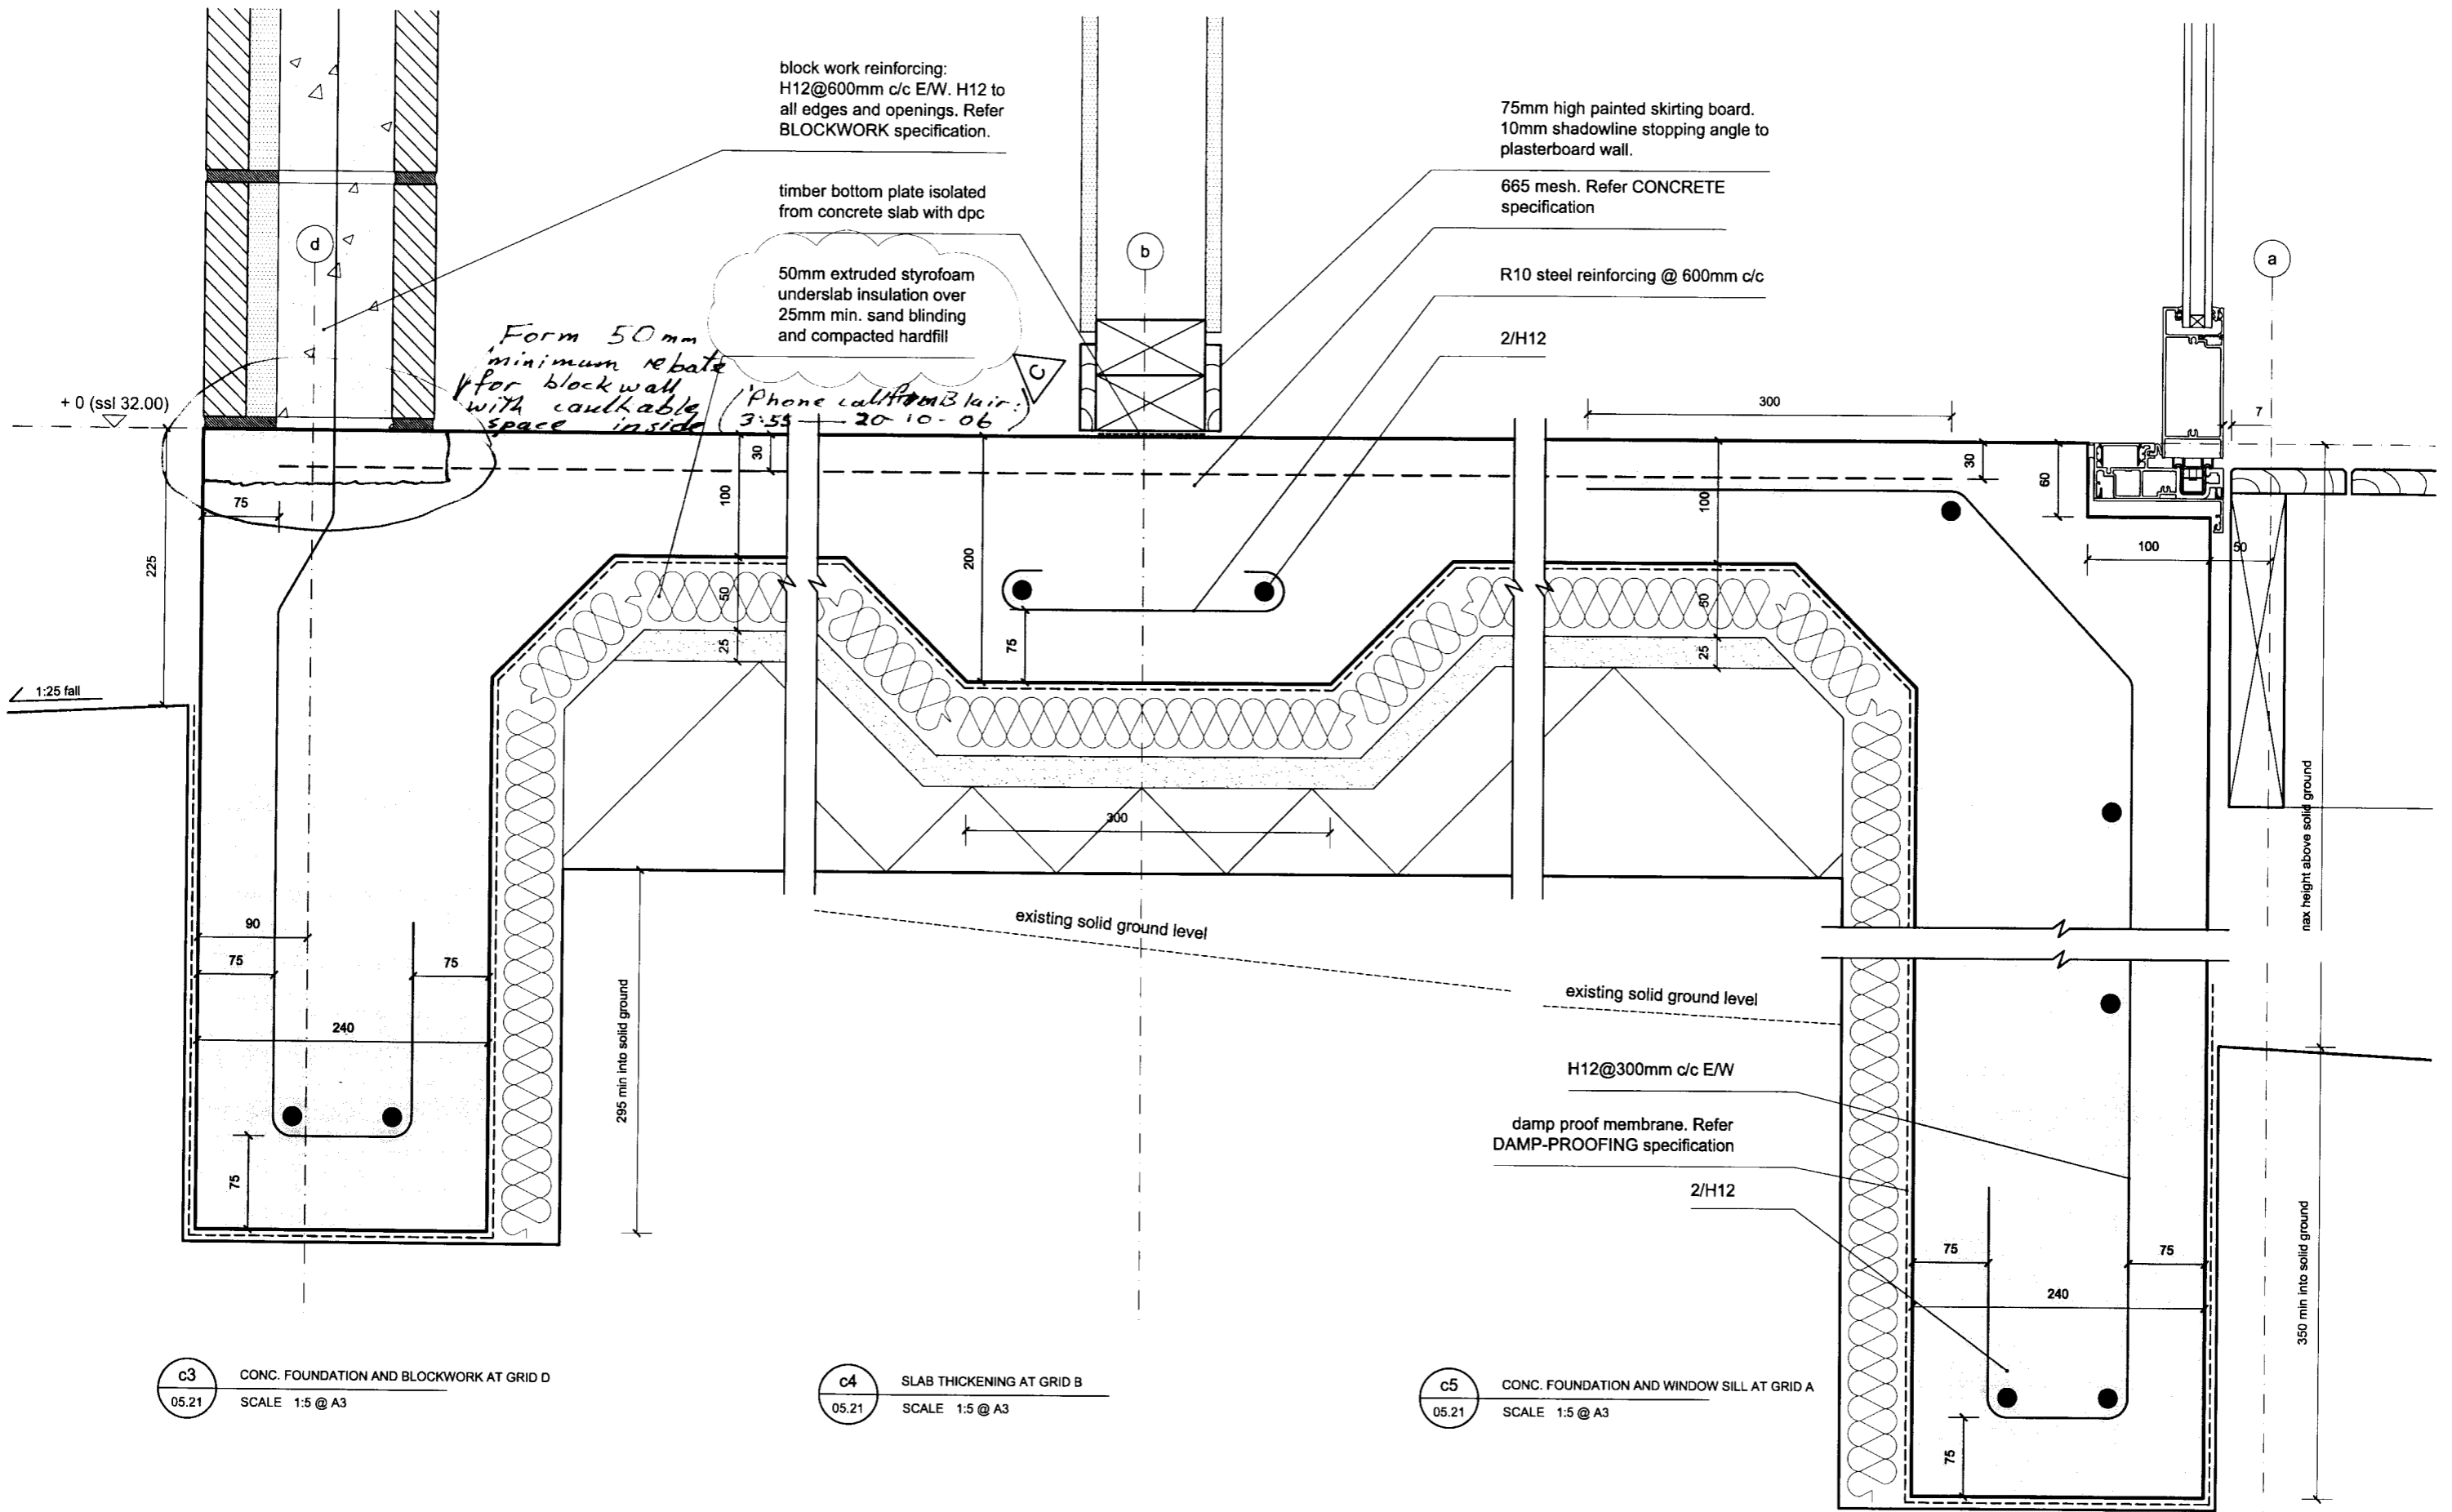 block work reinforcing:
H12@600mm c/c E/W. H12 to
all edges and openings. Refer
BLOCKWORK specification.
timber bottom plate isolated
from concrete slab with dpc
50mm extruded styrofoam
underslab insulation over
25mm min. sand blinding
and compacted hardfill
75mm high painted skirting board.
10mm shadowline stopping angle to
plasterboard wall.
665 mesh. Refer CONCRETE
specification
R10 steel reinforcing @ 600mm c/c
2/H12
d
b
a
C
Form 50mm
minimum rebate
for blockwall
with caulkable
space inside
(Phone call from Blair:
3:55 — 20-10-06)
+ 0 (ssl 32.00)
300
7
30
30
75
100
100
60
225
200
100
50
50
50
25
75
25
1:25 fall
300
max height above solid ground
existing solid ground level
existing solid ground level
90
75
75
240
295 min into solid ground
75
H12@300mm c/c E/W
damp proof membrane. Refer
DAMP-PROOFING specification
2/H12
75
75
240
350 min into solid ground
75
c3
05.21
CONC. FOUNDATION AND BLOCKWORK AT GRID D
SCALE 1:5 @ A3
c4
05.21
SLAB THICKENING AT GRID B
SCALE 1:5 @ A3
c5
05.21
CONC. FOUNDATION AND WINDOW SILL AT GRID A
SCALE 1:5 @ A3